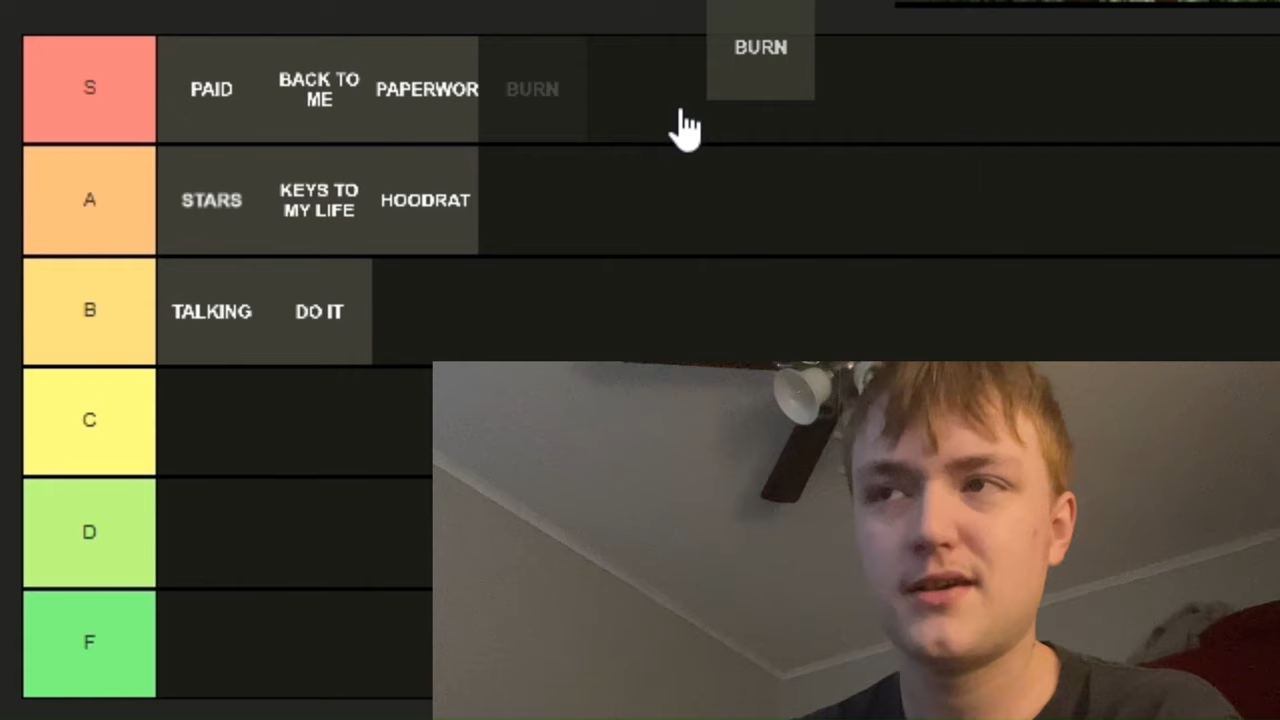 BURN
S
PAID
BACK TO
ME
PAPERWOR
BURN
A
STARS
KEYS TO
MY LIFE
HOODRAT
B
TALKING
DO IT
C
D
F